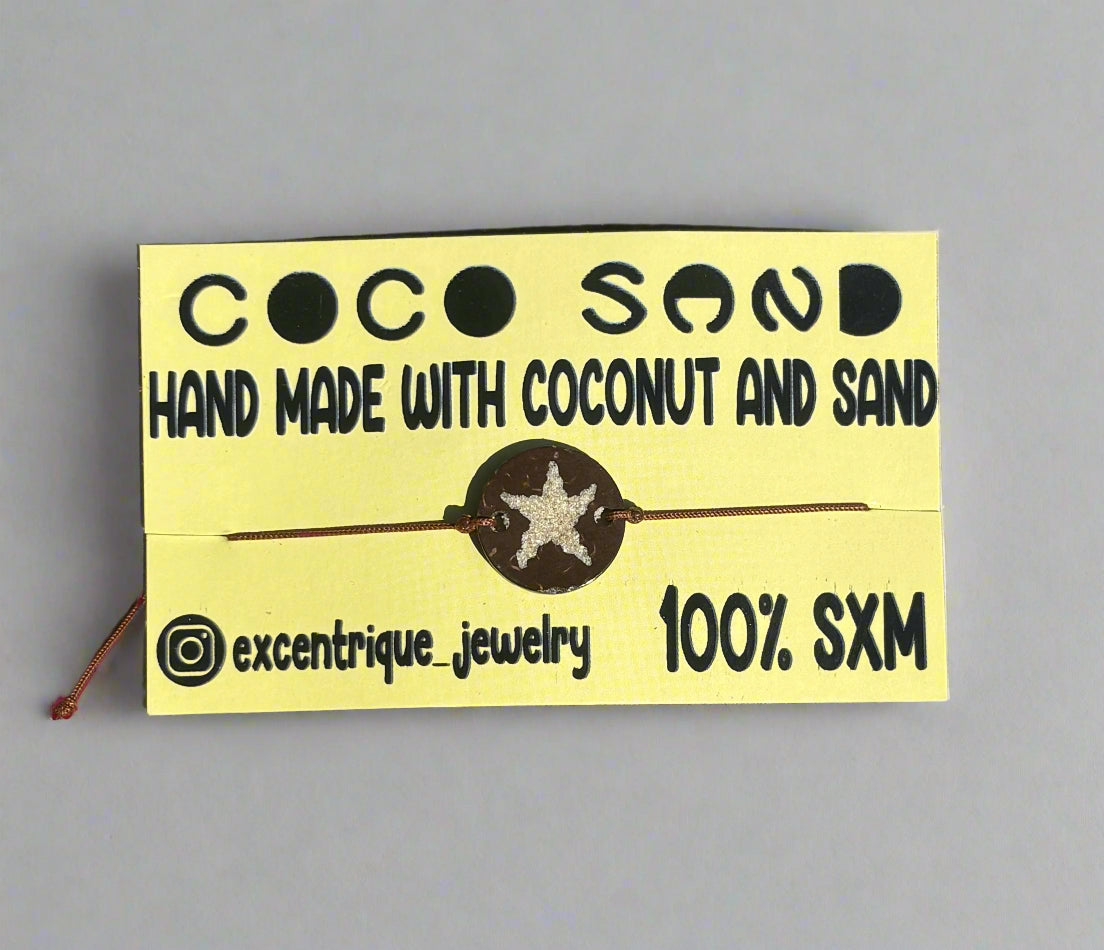 COCO SAND
HAND MADE WITH COCONUT AND SAND
excentrique_jewelry
100% SXM